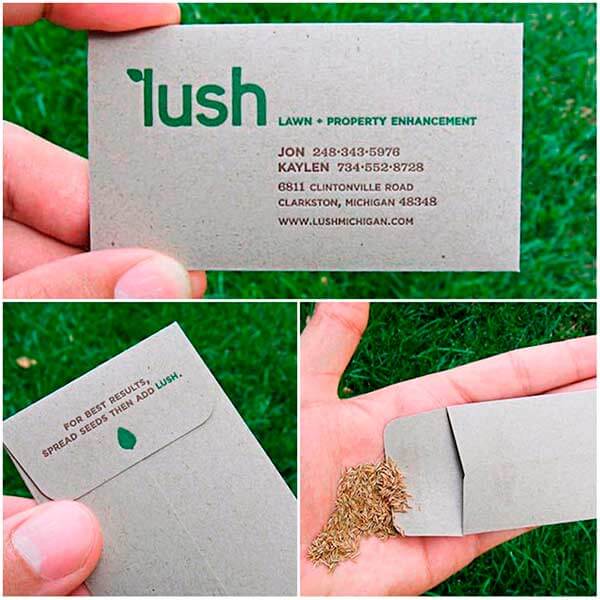 lush
LAWN + PROPERTY ENHANCEMENT
JON 248·343·5976
KAYLEN 734·552·8728
6811 CLINTONVILLE ROAD
CLARKSTON, MICHIGAN 48348
WWW.LUSHMICHIGAN.COM
FOR BEST RESULTS,
SPREAD SEEDS THEN ADD LUSH.